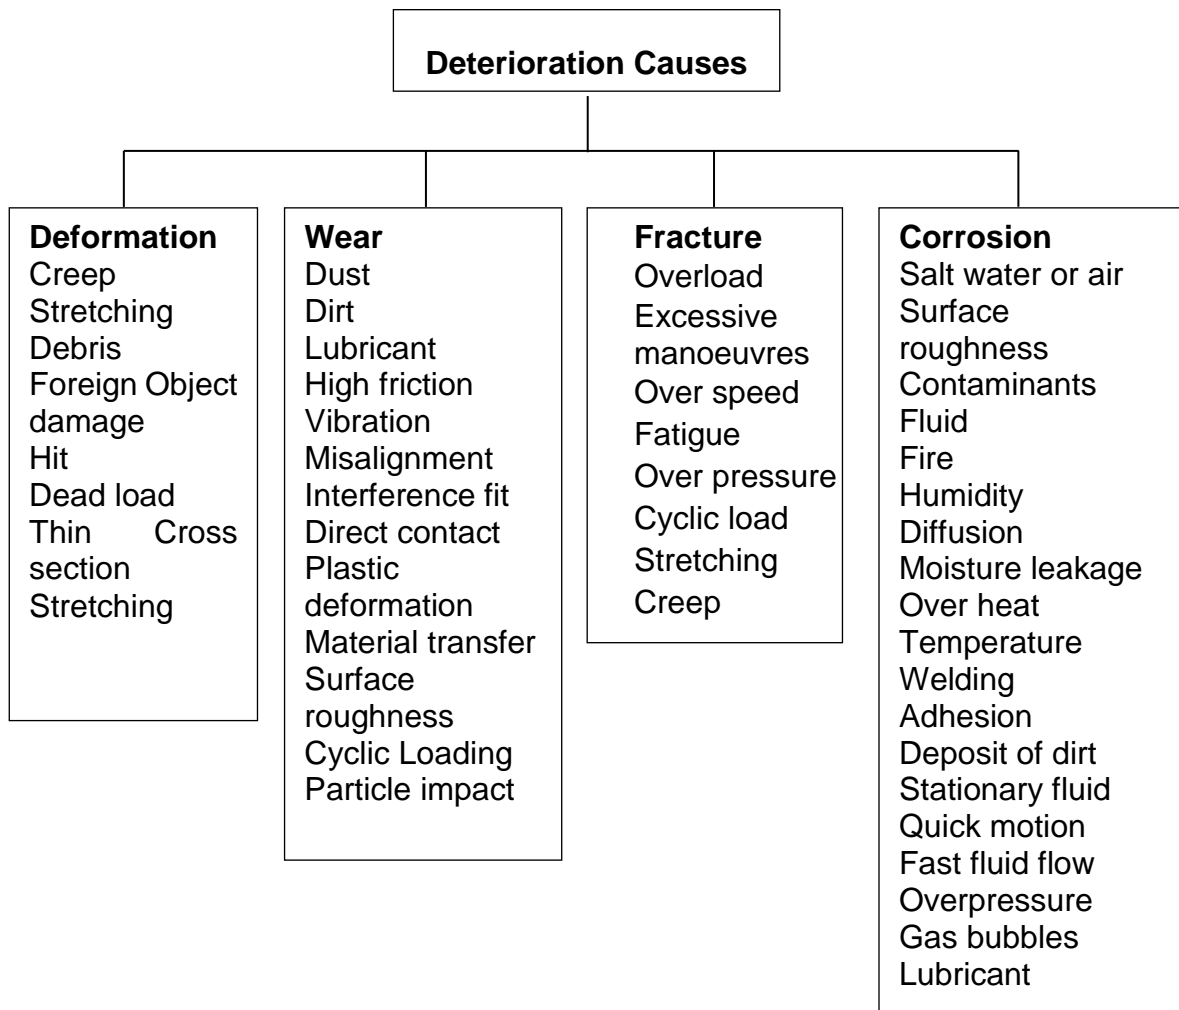 Deterioration Causes
Deformation
Creep
Stretching
Debris
Foreign Object
damage
Hit
Dead load
Thin Cross
section
Stretching
Wear
Dust
Dirt
Lubricant
High friction
Vibration
Misalignment
Interference fit
Direct contact
Plastic
deformation
Material transfer
Surface
roughness
Cyclic Loading
Particle impact
Fracture
Overload
Excessive
manoeuvres
Over speed
Fatigue
Over pressure
Cyclic load
Stretching
Creep
Corrosion
Salt water or air
Surface
roughness
Contaminants
Fluid
Fire
Humidity
Diffusion
Moisture leakage
Over heat
Temperature
Welding
Adhesion
Deposit of dirt
Stationary fluid
Quick motion
Fast fluid flow
Overpressure
Gas bubbles
Lubricant